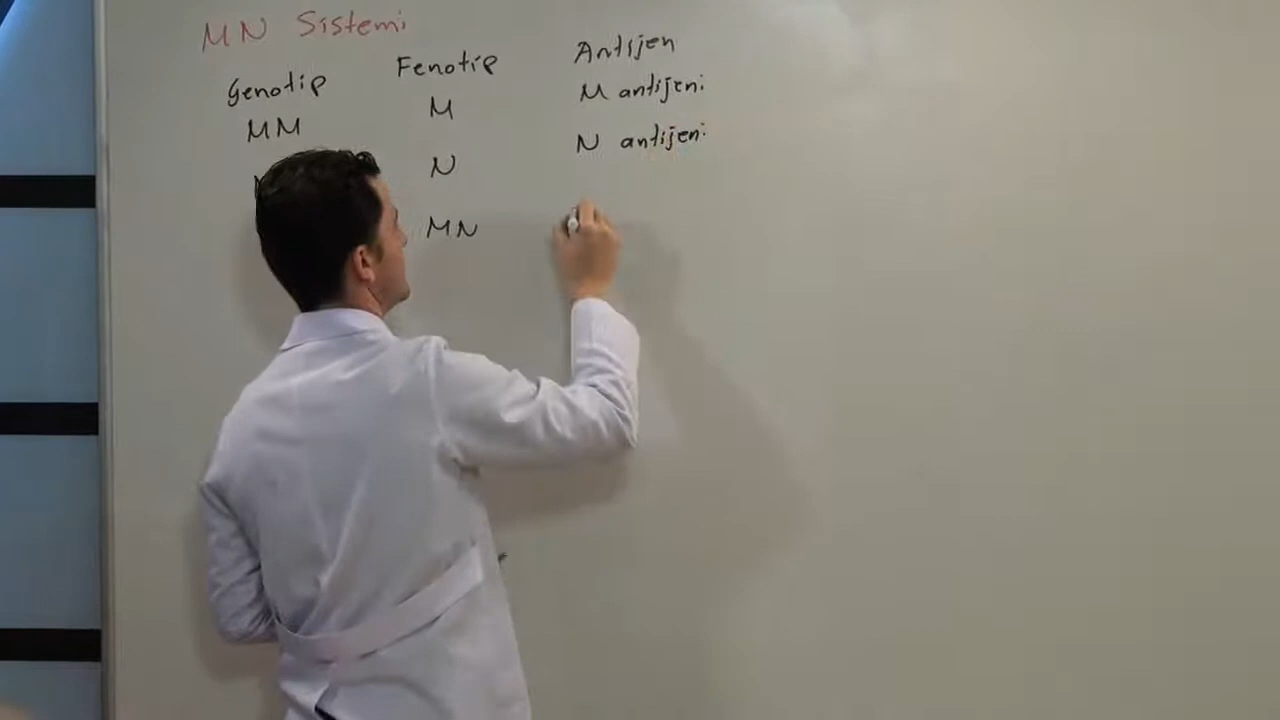 MN Sistemi
Genotip Fenotip Antijen
MM M M antijeni
N N antijeni
MN